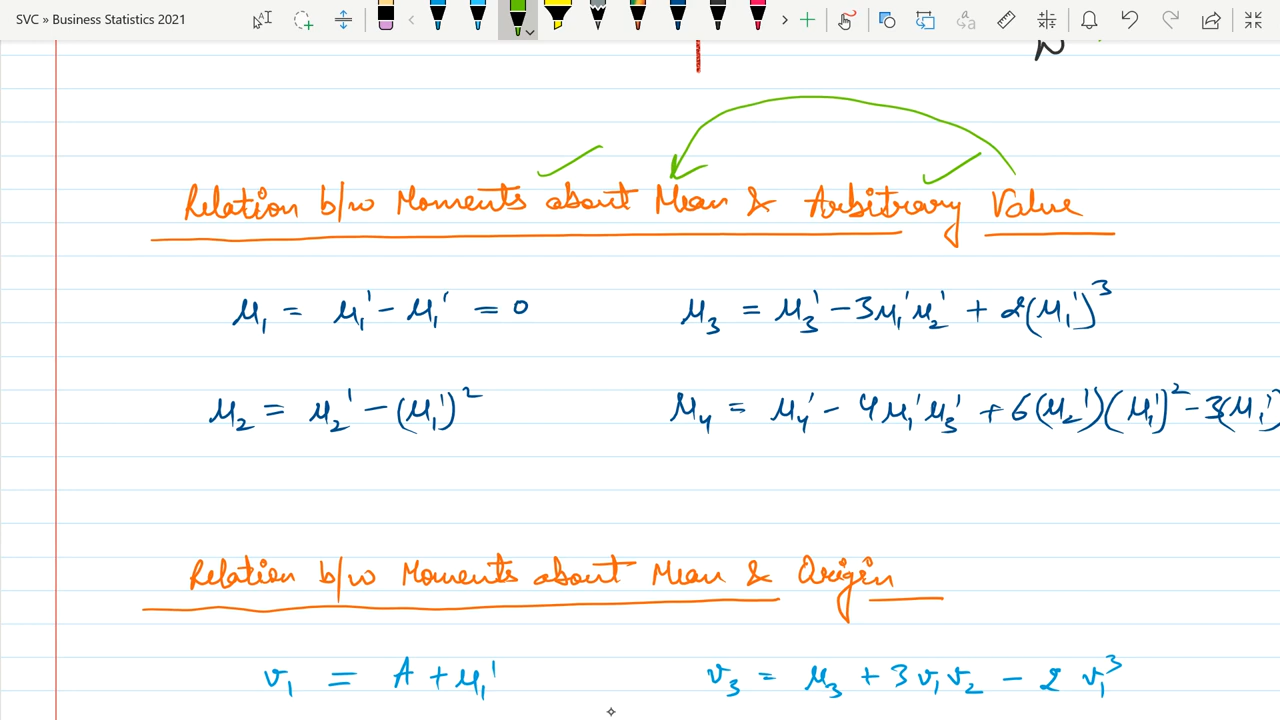 SVC » Business Statistics 2021
N
Relation b/w Moments about Mean & Arbitrary Value
μ₁ = μ₁' - μ₁' = 0
μ₃ = μ₃' - 3μ₁'μ₂' + 2(μ₁')³
μ₂ = μ₂' - (μ₁')²
μ₄ = μ₄' - 4μ₁'μ₃' + 6(μ₂')(μ₁')² - 3(μ₁')
Relation b/w Moments about Mean & Origin
v₁ = A + μ₁'
v₃ = μ₃ + 3v₁v₂ - 2v₁³